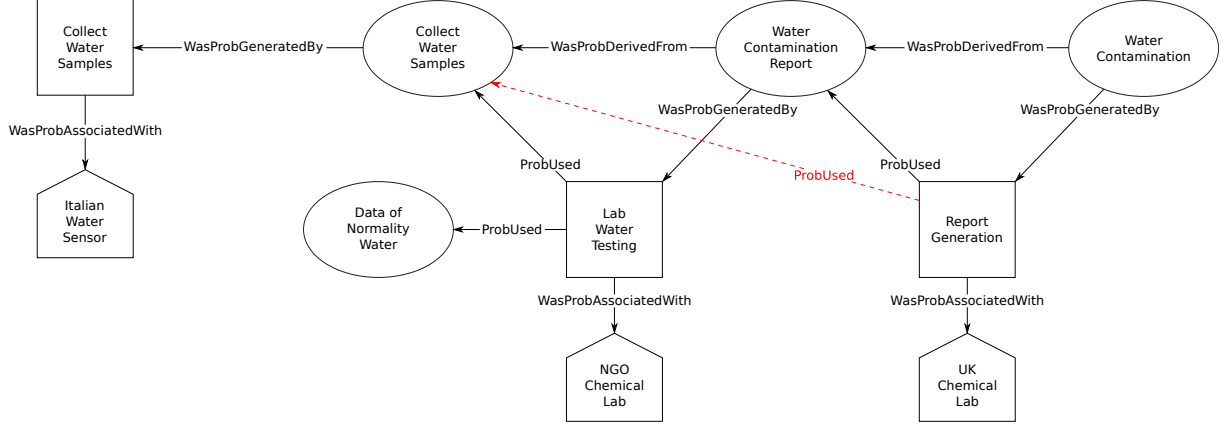 Collect
Water
Samples
WasProbGeneratedBy
Collect
Water
Samples
WasProbDerivedFrom
Water
Contamination
Report
WasProbDerivedFrom
Water
Contamination
WasProbAssociatedWith
WasProbGeneratedBy
WasProbGeneratedBy
ProbUsed
ProbUsed
ProbUsed
Italian
Water
Sensor
Data of
Normality
Water
ProbUsed
Lab
Water
Testing
Report
Generation
WasProbAssociatedWith
WasProbAssociatedWith
NGO
Chemical
Lab
UK
Chemical
Lab